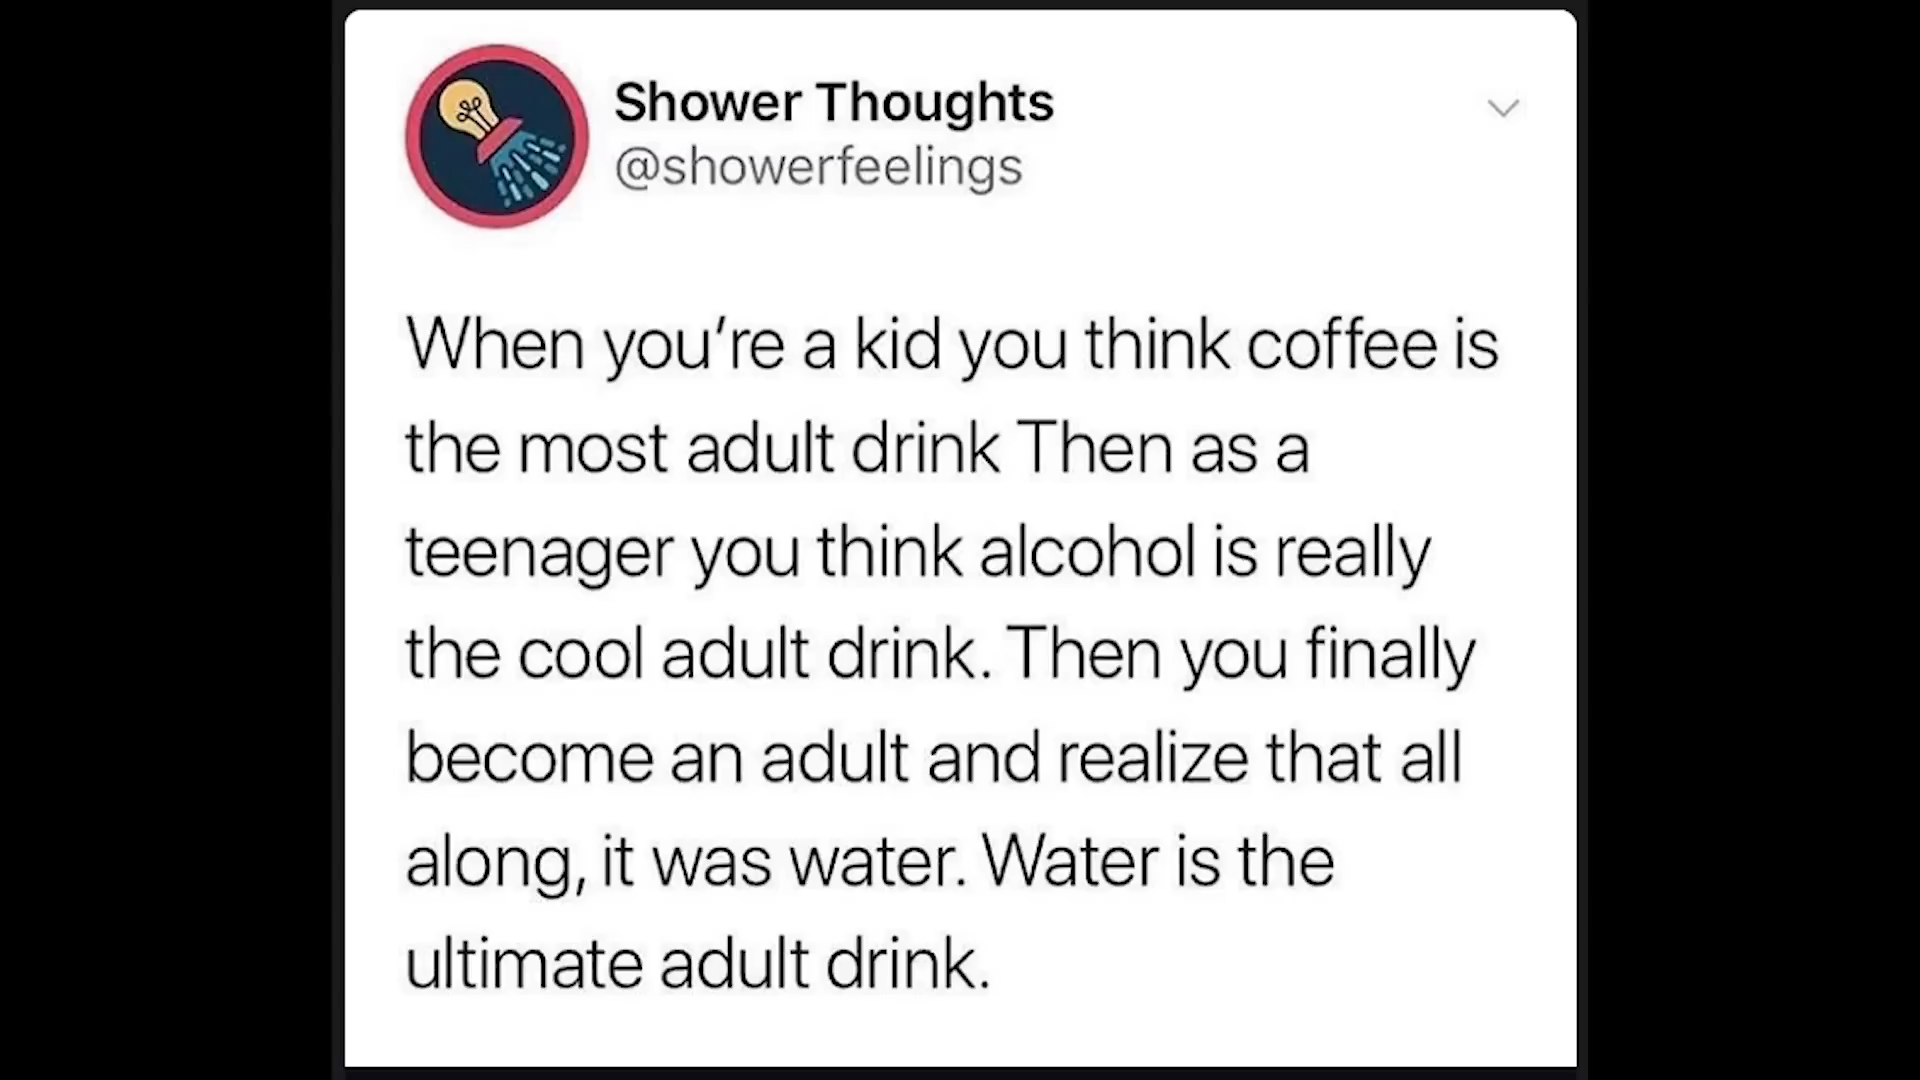 Shower Thoughts
@showerfeelings
When you’re a kid you think coffee is
the most adult drink Then as a
teenager you think alcohol is really
the cool adult drink. Then you finally
become an adult and realize that all
along, it was water. Water is the
ultimate adult drink.